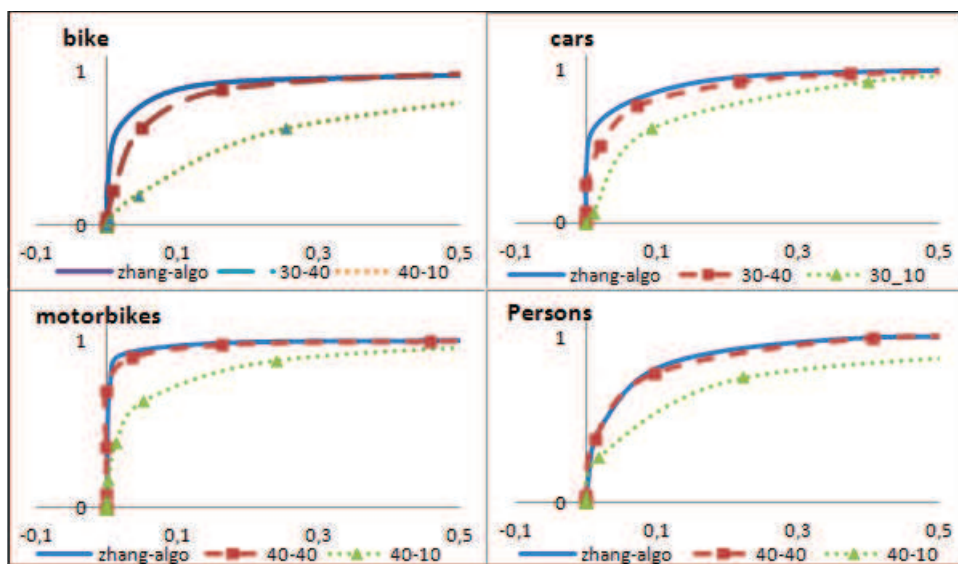 bike
1
0
-0,1 0,1 0,3 0,5
zhang-algo 30-40 40-10
cars
1
0
-0,1 0,1 0,3 0,5
zhang-algo 30-40 30_10
motorbikes
1
0
-0,1 0,1 0,3 0,5
zhang-algo 40-40 40-10
Persons
1
0
-0,1 0,1 0,3 0,5
zhang-algo 40-40 40-10